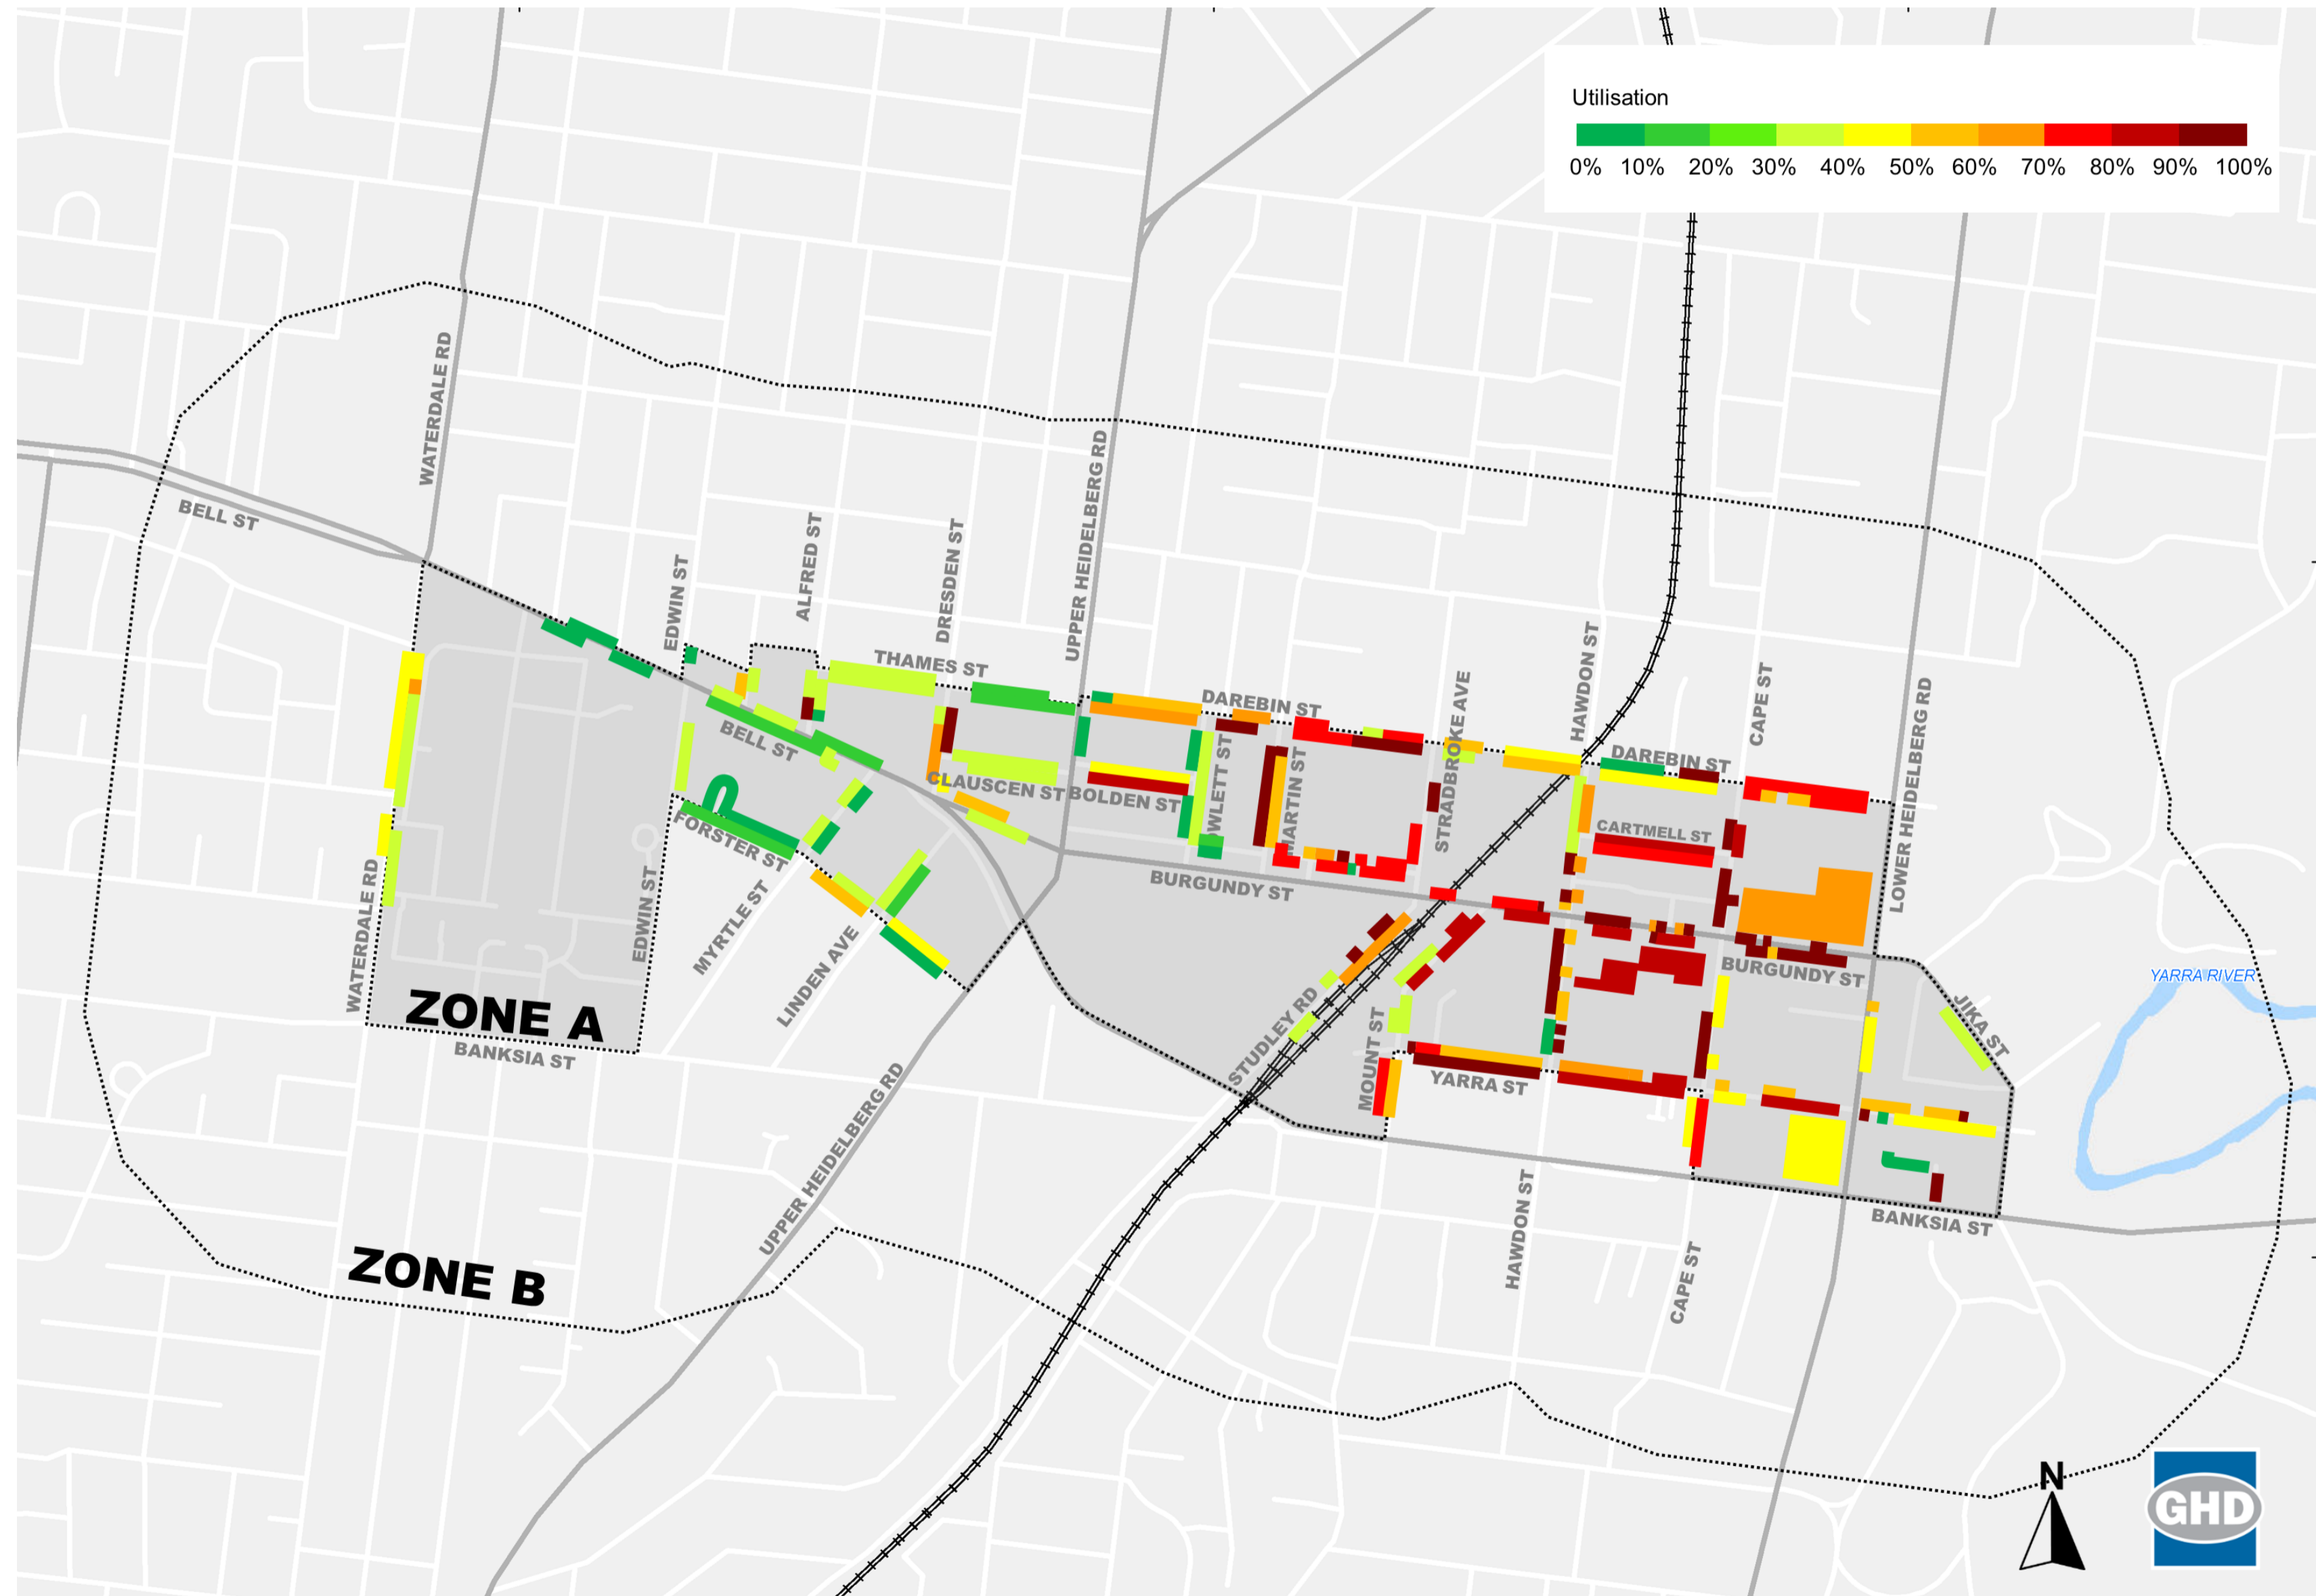 Utilisation
0% 10% 20% 30% 40% 50% 60% 70% 80% 90% 100%
WATERDALE RD
BELL ST
UPPER HEIDELBERG RD
EDWIN ST
ALFRED ST
DRESDEN ST
THAMES ST
DAREBIN ST
STRADBROKE AVE
HAWDON ST
DAREBIN ST
CAPE ST
LOWER HEIDELBERG RD
BELL ST
CLAUSCEN ST
BOLDEN ST
MARTIN ST
CARTMELL ST
FORSTER ST
BURGUNDY ST
WATERDALE RD
EDWIN ST
MYRTLE ST
LINDEN AVE
BURGUNDY ST
YARRA RIVER
JIKA ST
ZONE A
BANKSIA ST
STUDLEY RD
MOUNT ST
YARRA ST
UPPER HEIDELBERG RD
HAWDON ST
CAPE ST
BANKSIA ST
ZONE B
N
GHD